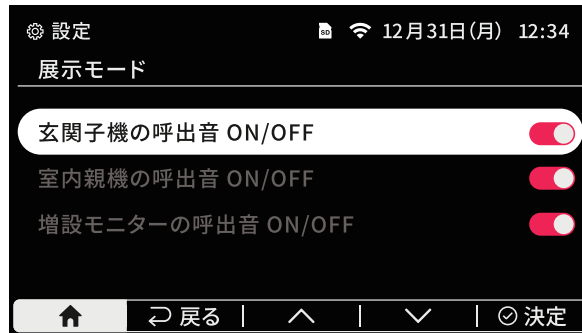 設定 SD 12月31日(月) 12:34
展示モード
玄関子機の呼出音 ON/OFF
室内親機の呼出音 ON/OFF
増設モニターの呼出音 ON/OFF
戻る 決定